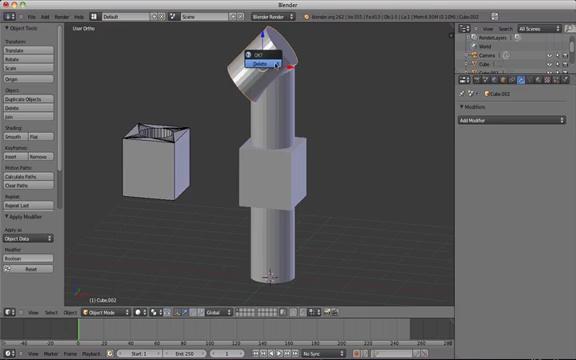 Blender
File
Add
Render
Help
Default
Scene
Blender Render
Object Tools
Transform:
Translate
Rotate
Scale
Origin
Object:
Duplicate Objects
Delete
Join
Shading:
Smooth
Flat
Keyframes:
Insert
Remove
Motion Paths:
Calculate Paths
Clear Paths
Repeat:
Repeat Last
Apply Modifier
Apply as
Object Data
Modifier
Boolean
Reset
User Ortho
OK?
Delete
(1) Cube.002
View
Select
Object
Object Mode
Global
View
Search
All Scenes
RenderLayers
World
Camera
Cube
Cube.002
Modifiers
Add Modifier
View
Marker
Frame
Playback
Start: 1
End: 250
1
No Sync